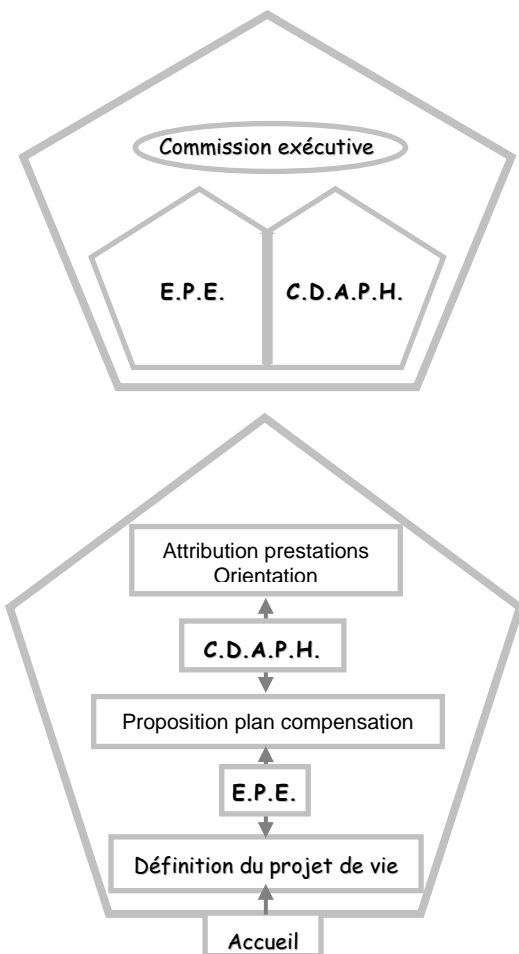 Commission exécutive
E.P.E.
C.D.A.P.H.
Attribution prestations
Orientation
C.D.A.P.H.
Proposition plan compensation
E.P.E.
Définition du projet de vie
Accueil